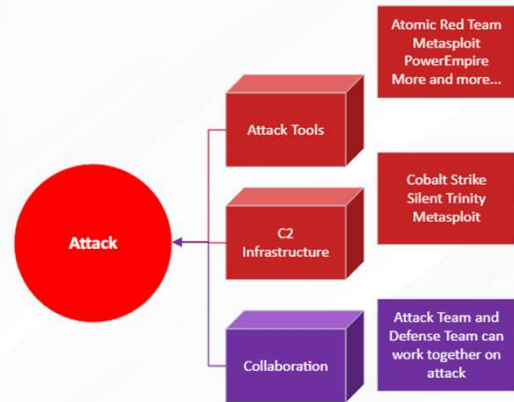 Atomic Red Team
Metasploit
PowerEmpire
More and more...
Attack Tools
Cobalt Strike
Silent Trinity
Metasploit
Attack
C2
Infrastructure
Attack Team and
Defense Team can
work together on
attack
Collaboration